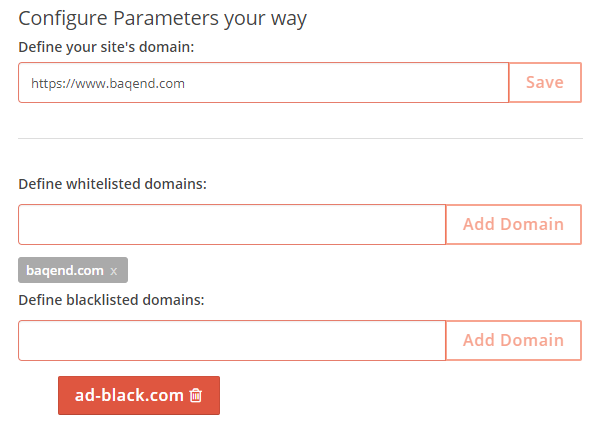 Configure Parameters your way
Define your site's domain:
https://www.baqend.com
Save
Define whitelisted domains:
Add Domain
baqend.com x
Define blacklisted domains:
Add Domain
ad-black.com